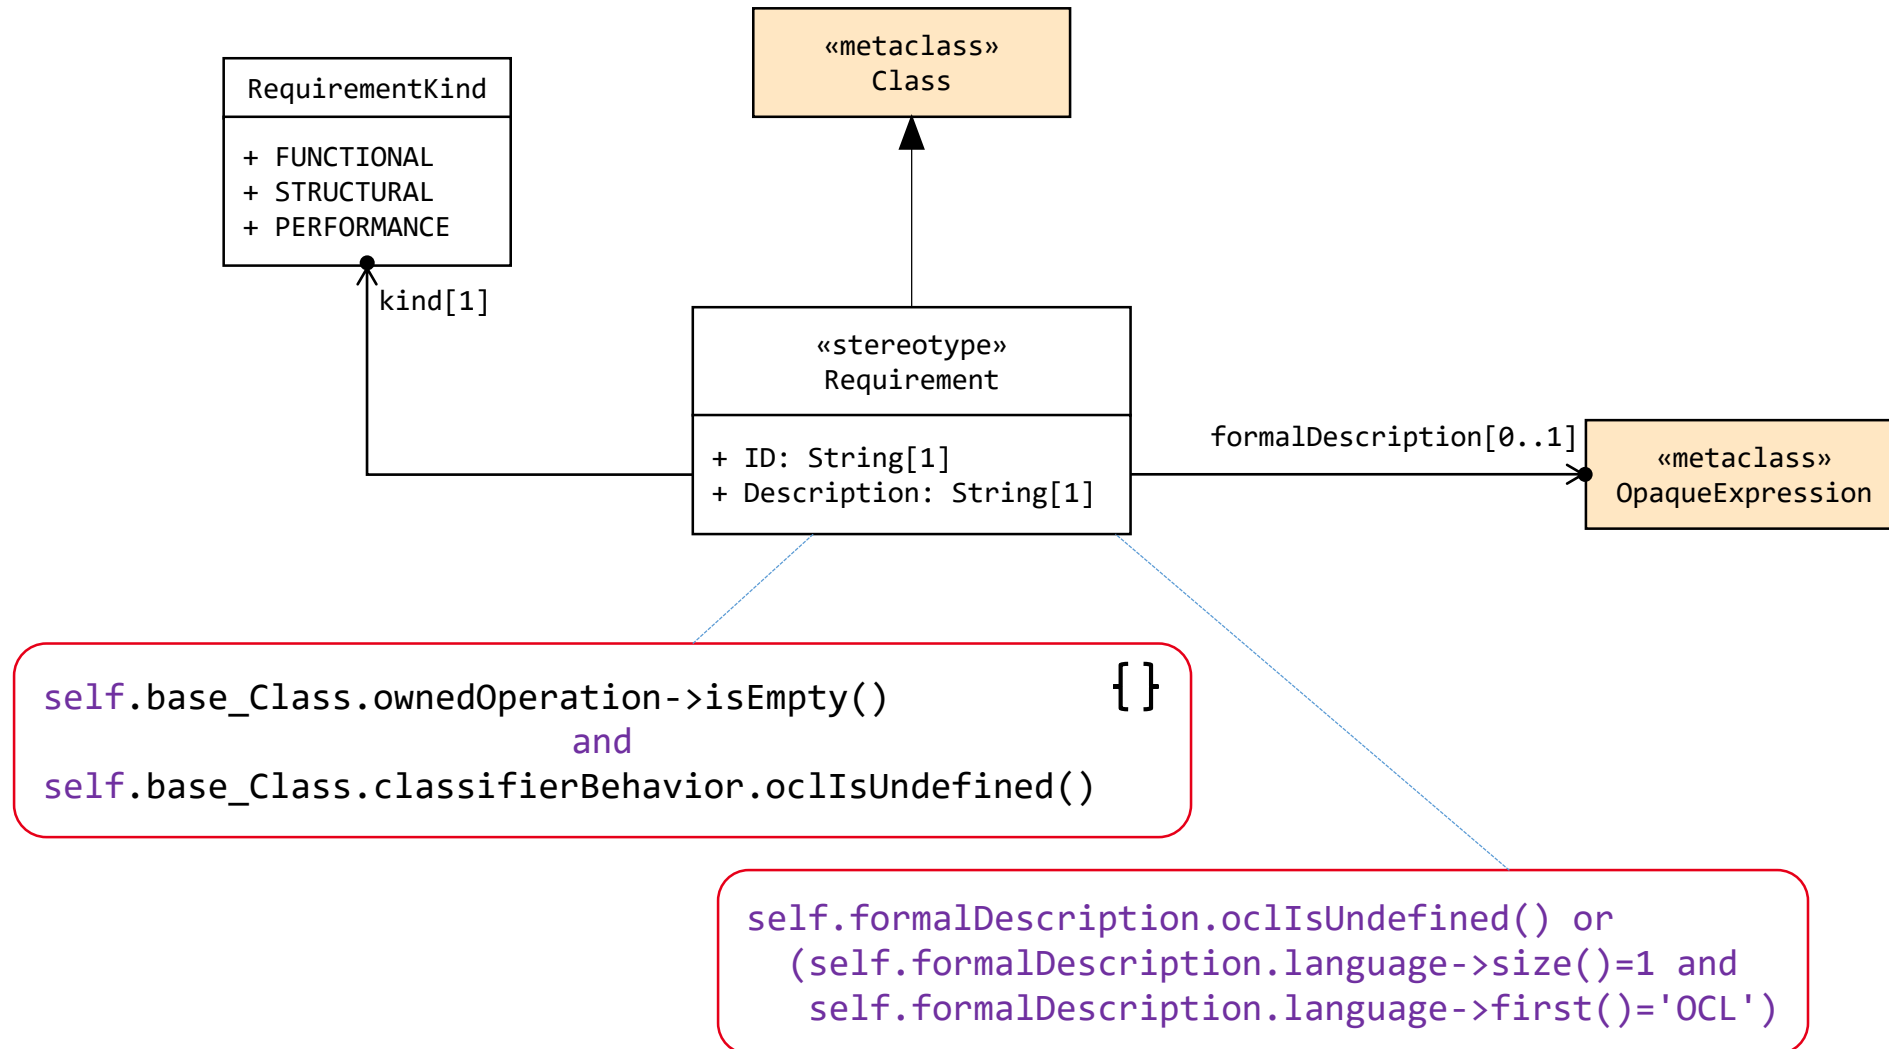 «metaclass»
Class
RequirementKind
+ FUNCTIONAL
+ STRUCTURAL
+ PERFORMANCE
kind[1]
«stereotype»
Requirement
+ ID: String[1]
+ Description: String[1]
formalDescription[0..1]
«metaclass»
OpaqueExpression
self.base_Class.ownedOperation->isEmpty()
{}
and
self.base_Class.classifierBehavior.oclIsUndefined()
self.formalDescription.oclIsUndefined() or
(self.formalDescription.language->size()=1 and
self.formalDescription.language->first()='OCL')